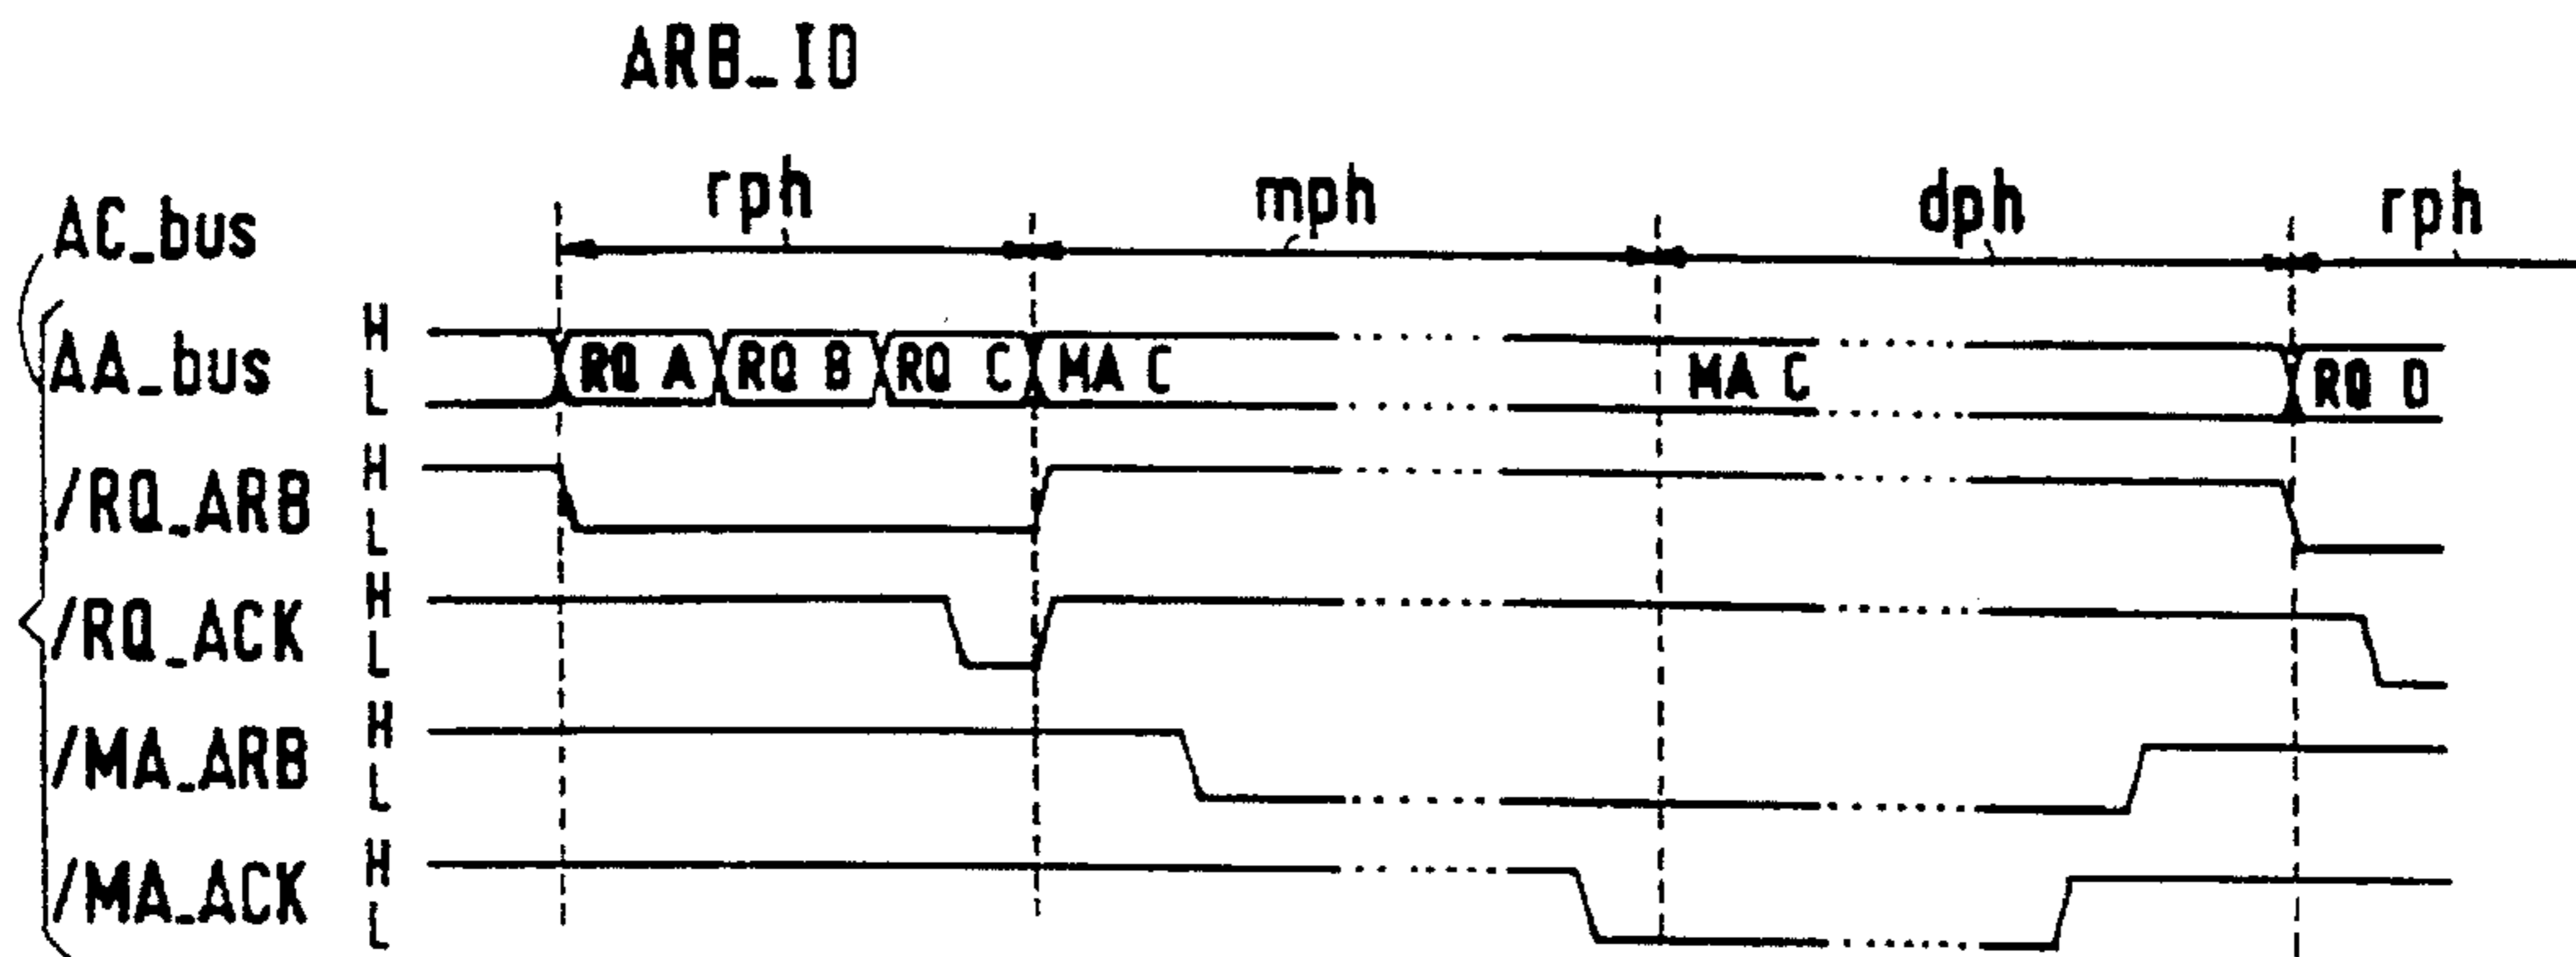 ARB_ID
rph mph dph rph
AC_bus
AA_bus H L RQ A RQ B RQ C MA C MA C RQ D
/RQ_ARB H L
/RQ_ACK H L
/MA_ARB H L
/MA_ACK H L